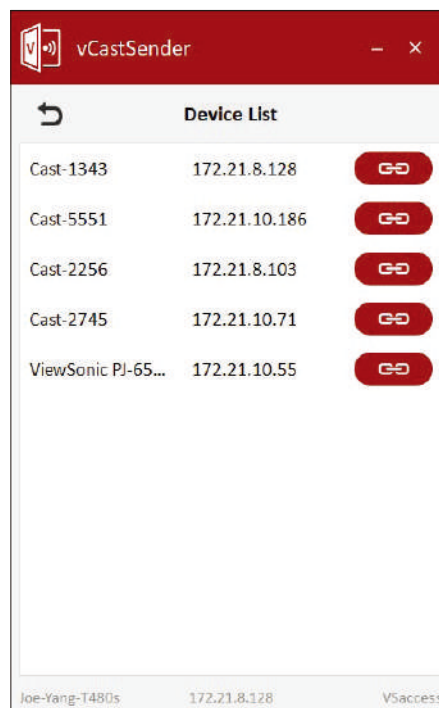 V
vCastSender
Device List
Cast-1343 172.21.8.128
Cast-5551 172.21.10.186
Cast-2256 172.21.8.103
Cast-2745 172.21.10.71
ViewSonic PJ-65... 172.21.10.55
Joe-Yang-T480s 172.21.8.128 VSaccess